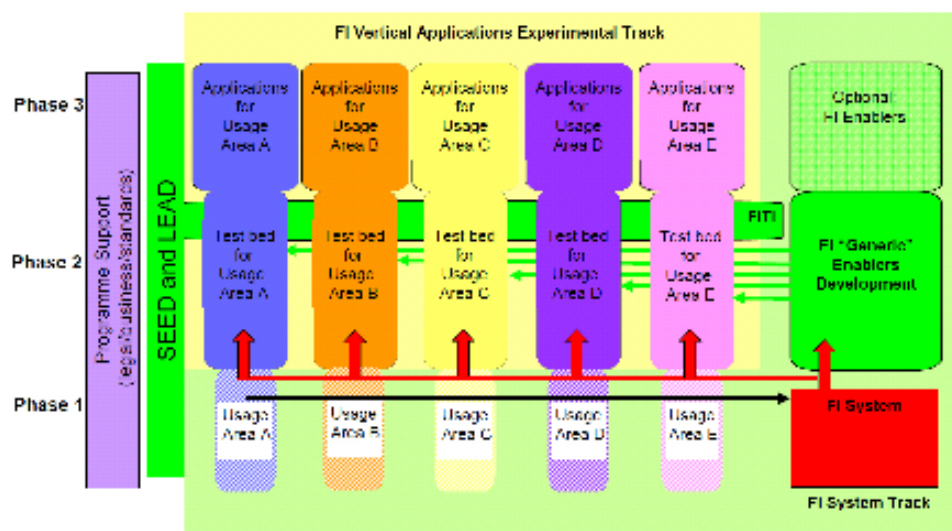 FI Vertical Applications Experimental Track
Phase 3
Applications
for
Usage
Area A
Applications
for
Usage
Area D
Applications
for
Usage
Area C
Applications
for
Usage
Area D
Applications
for
Usage
Area E
Optional
FI Enablers
Programme Support
(legal/business/standards)
SEED and LEAD
FITI
Phase 2
Test bed
for
Usage
Area A
Test bed
for
Usage
Area B
Test bed
for
Usage
Area C
Test bed
for
Usage
Area D
Test bed
for
Usage
Area E
FI "Generic"
Enablers
Development
Phase 1
Usage
Area A
Usage
Area B
Usage
Area C
Usage
Area D
Usage
Area E
FI System
FI System Track